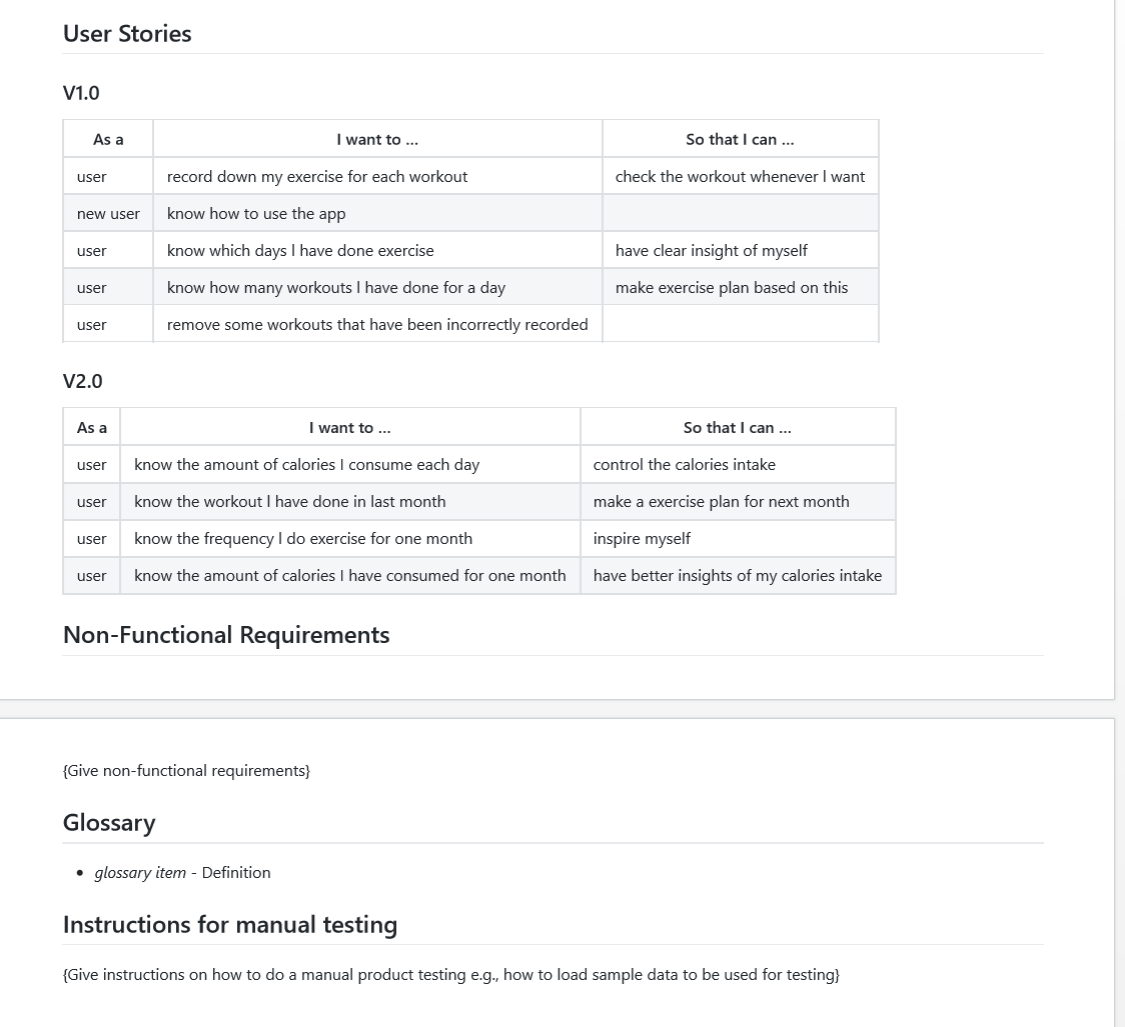 User Stories
V1.0
As a I want to ... So that I can ...
user record down my exercise for each workout check the workout whenever I want
new user know how to use the app
user know which days I have done exercise have clear insight of myself
user know how many workouts I have done for a day make exercise plan based on this
user remove some workouts that have been incorrectly recorded
V2.0
As a I want to ... So that I can ...
user know the amount of calories I consume each day control the calories intake
user know the workout I have done in last month make a exercise plan for next month
user know the frequency I do exercise for one month inspire myself
user know the amount of calories I have consumed for one month have better insights of my calories intake
Non-Functional Requirements
{Give non-functional requirements}
Glossary
• glossary item - Definition
Instructions for manual testing
{Give instructions on how to do a manual product testing e.g., how to load sample data to be used for testing}